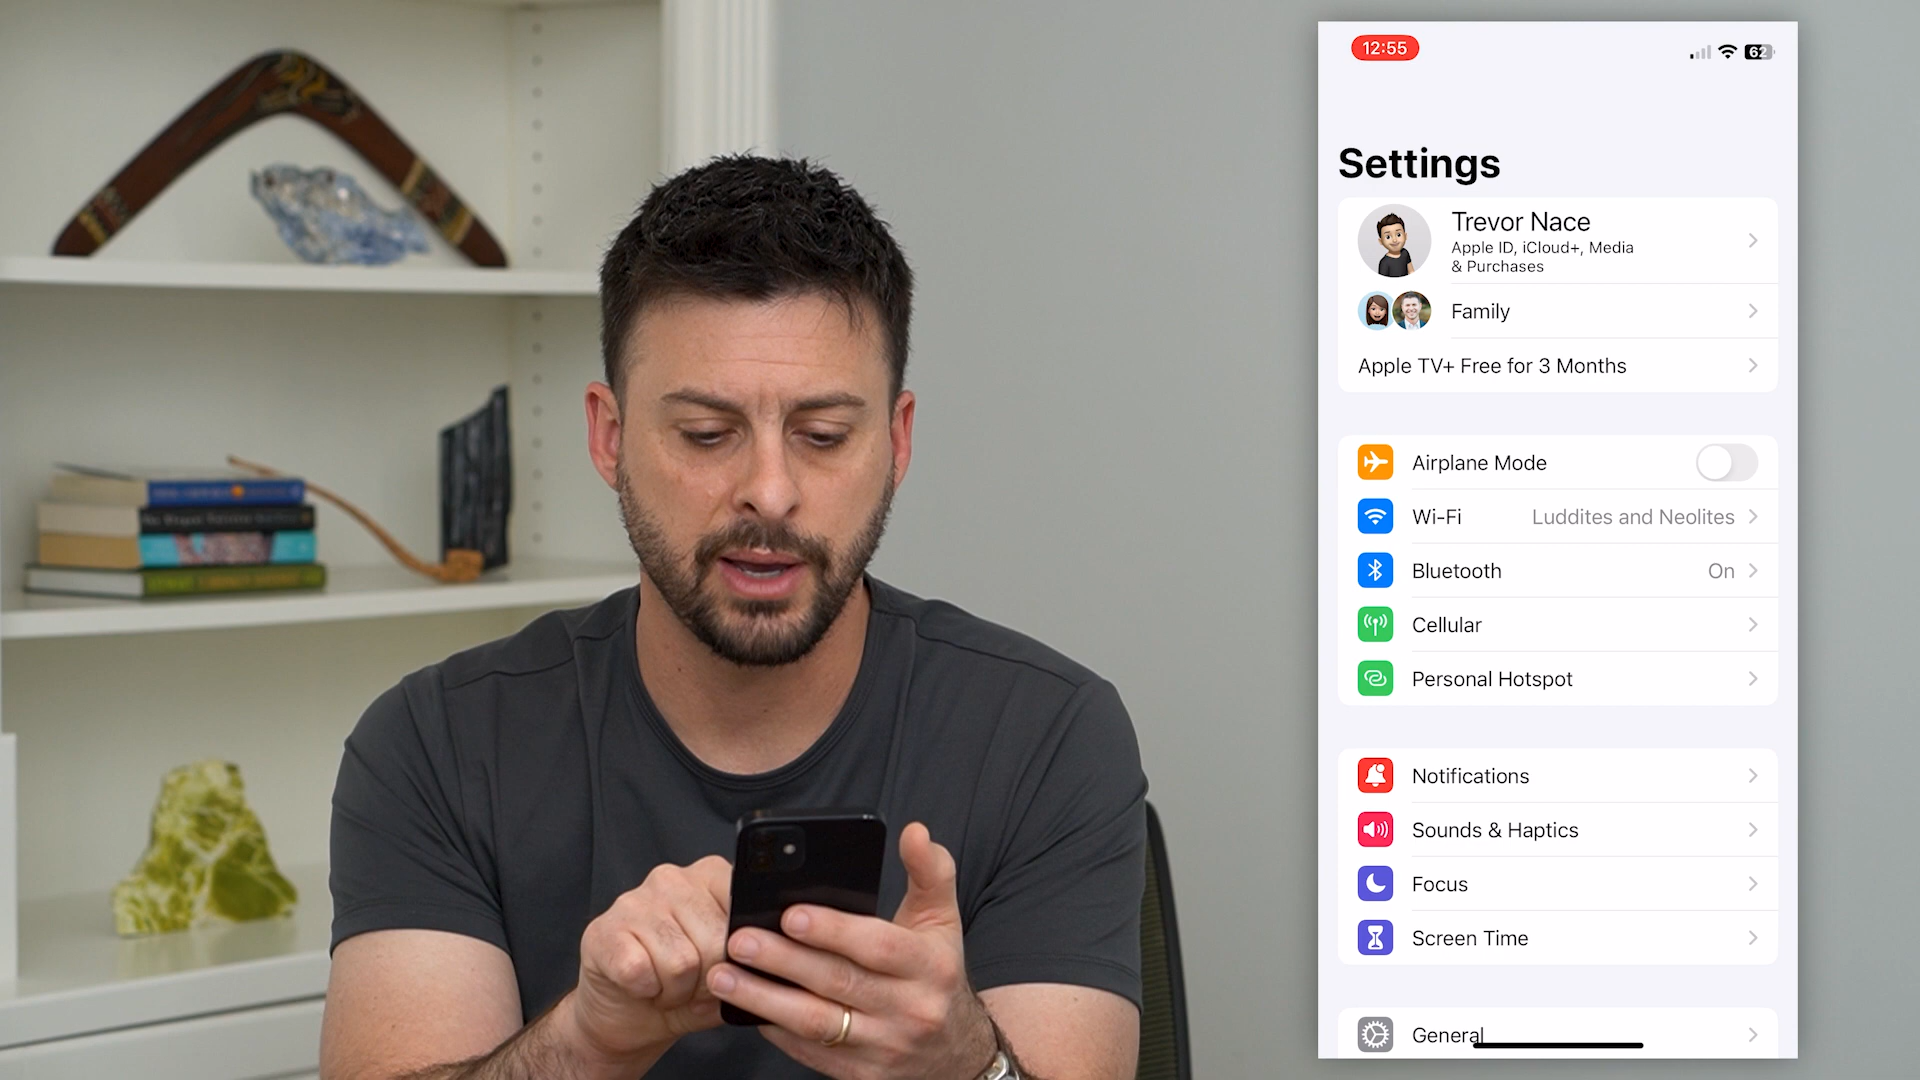 12:55
62
Settings
Trevor Nace
Apple ID, iCloud+, Media
& Purchases
Family
Apple TV+ Free for 3 Months
Airplane Mode
Wi-Fi Luddites and Neolites
Bluetooth On
Cellular
Personal Hotspot
Notifications
Sounds & Haptics
Focus
Screen Time
General